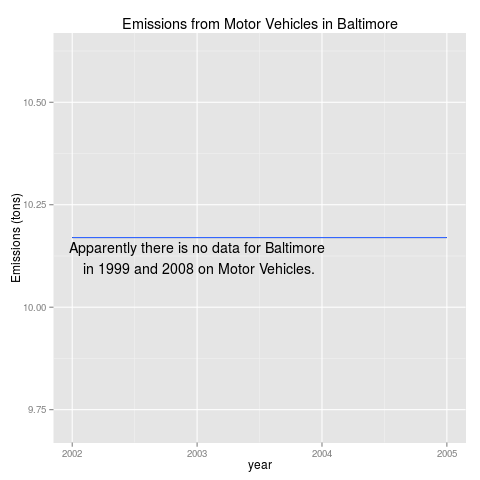 Emissions from Motor Vehicles in Baltimore
Emissions (tons)
10.50
10.25
10.00
9.75
Apparently there is no data for Baltimore
in 1999 and 2008 on Motor Vehicles.
2002 2003 2004 2005
year